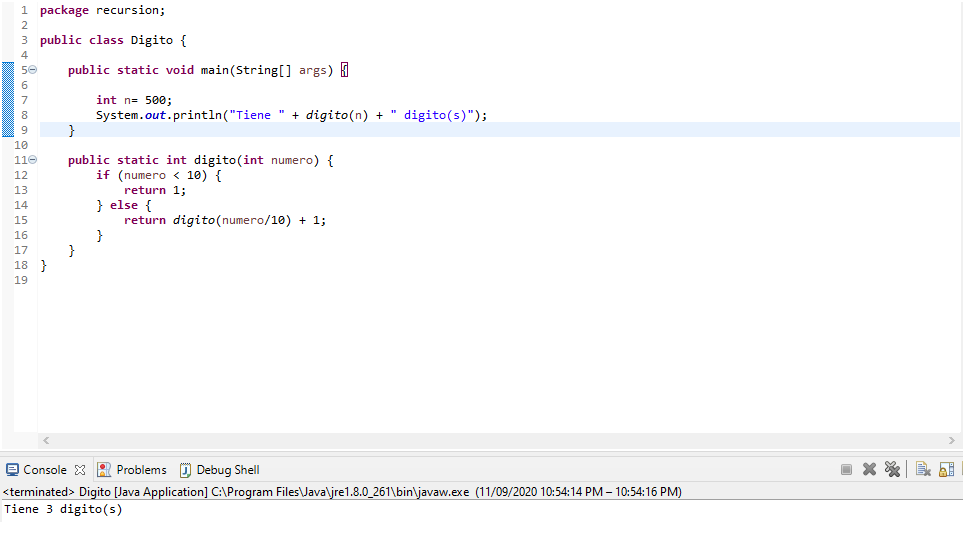 1 package recursion;
2
3 public class Digito {
4
5 public static void main(String[] args) {
6
7 int n= 500;
8 System.out.println("Tiene " + digito(n) + " digito(s)");
9 }
10
11 public static int digito(int numero) {
12 if (numero < 10) {
13 return 1;
14 } else {
15 return digito(numero/10) + 1;
16 }
17 }
18 }
19
Console Problems Debug Shell
<terminated> Digito [Java Application] C:\Program Files\Java\jre1.8.0_261\bin\javaw.exe (11/09/2020 10:54:14 PM – 10:54:16 PM)
Tiene 3 digito(s)